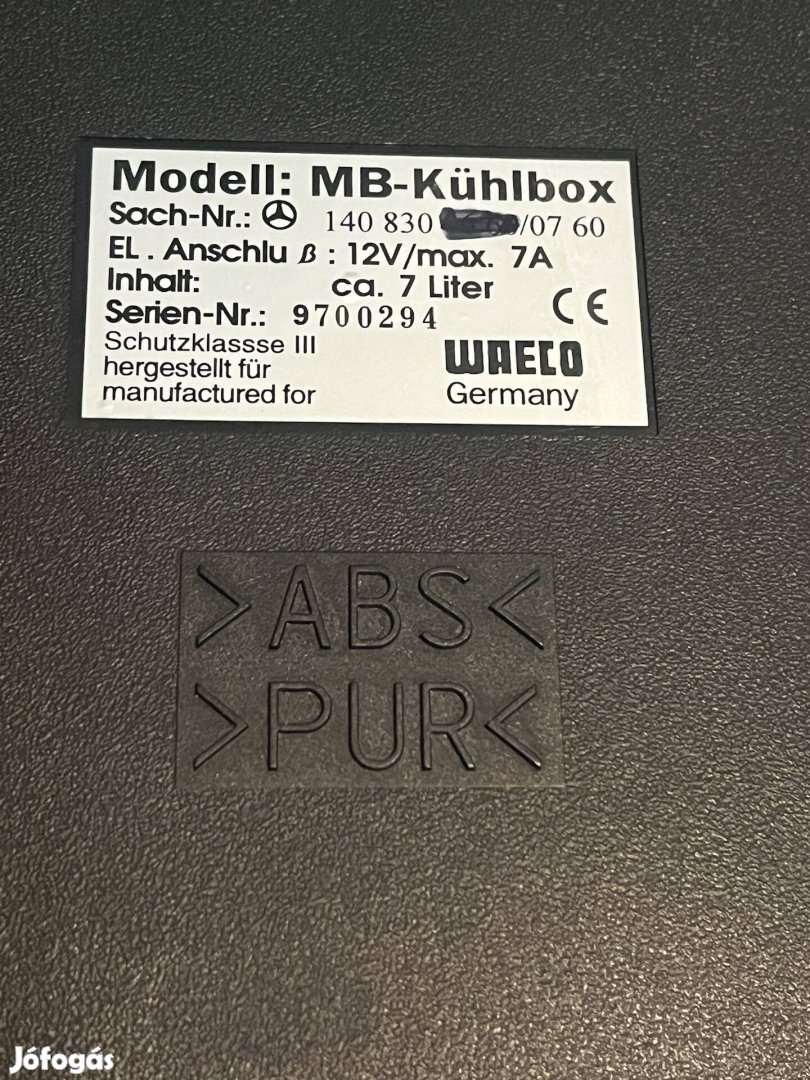 Modell: MB-Kühlbox
Sach-Nr.: 140 830 /07 60
EL. Anschlu ß : 12V/max. 7A
Inhalt: ca. 7 Liter
Serien-Nr.: 9700294
CE
Schutzklassse III
hergestellt für
manufactured for
WAECO
Germany
>ABS<
>PUR<
Jófogás